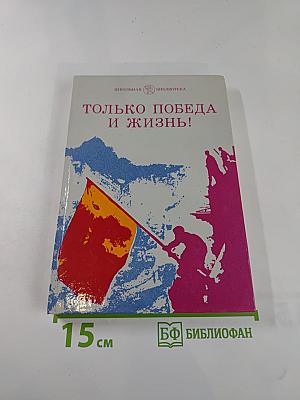 ШКОЛЬНАЯ БИБЛИОТЕКА
ТОЛЬКО ПОБЕДА
И ЖИЗНЬ!
15 см
БФ БИБЛИОФАН